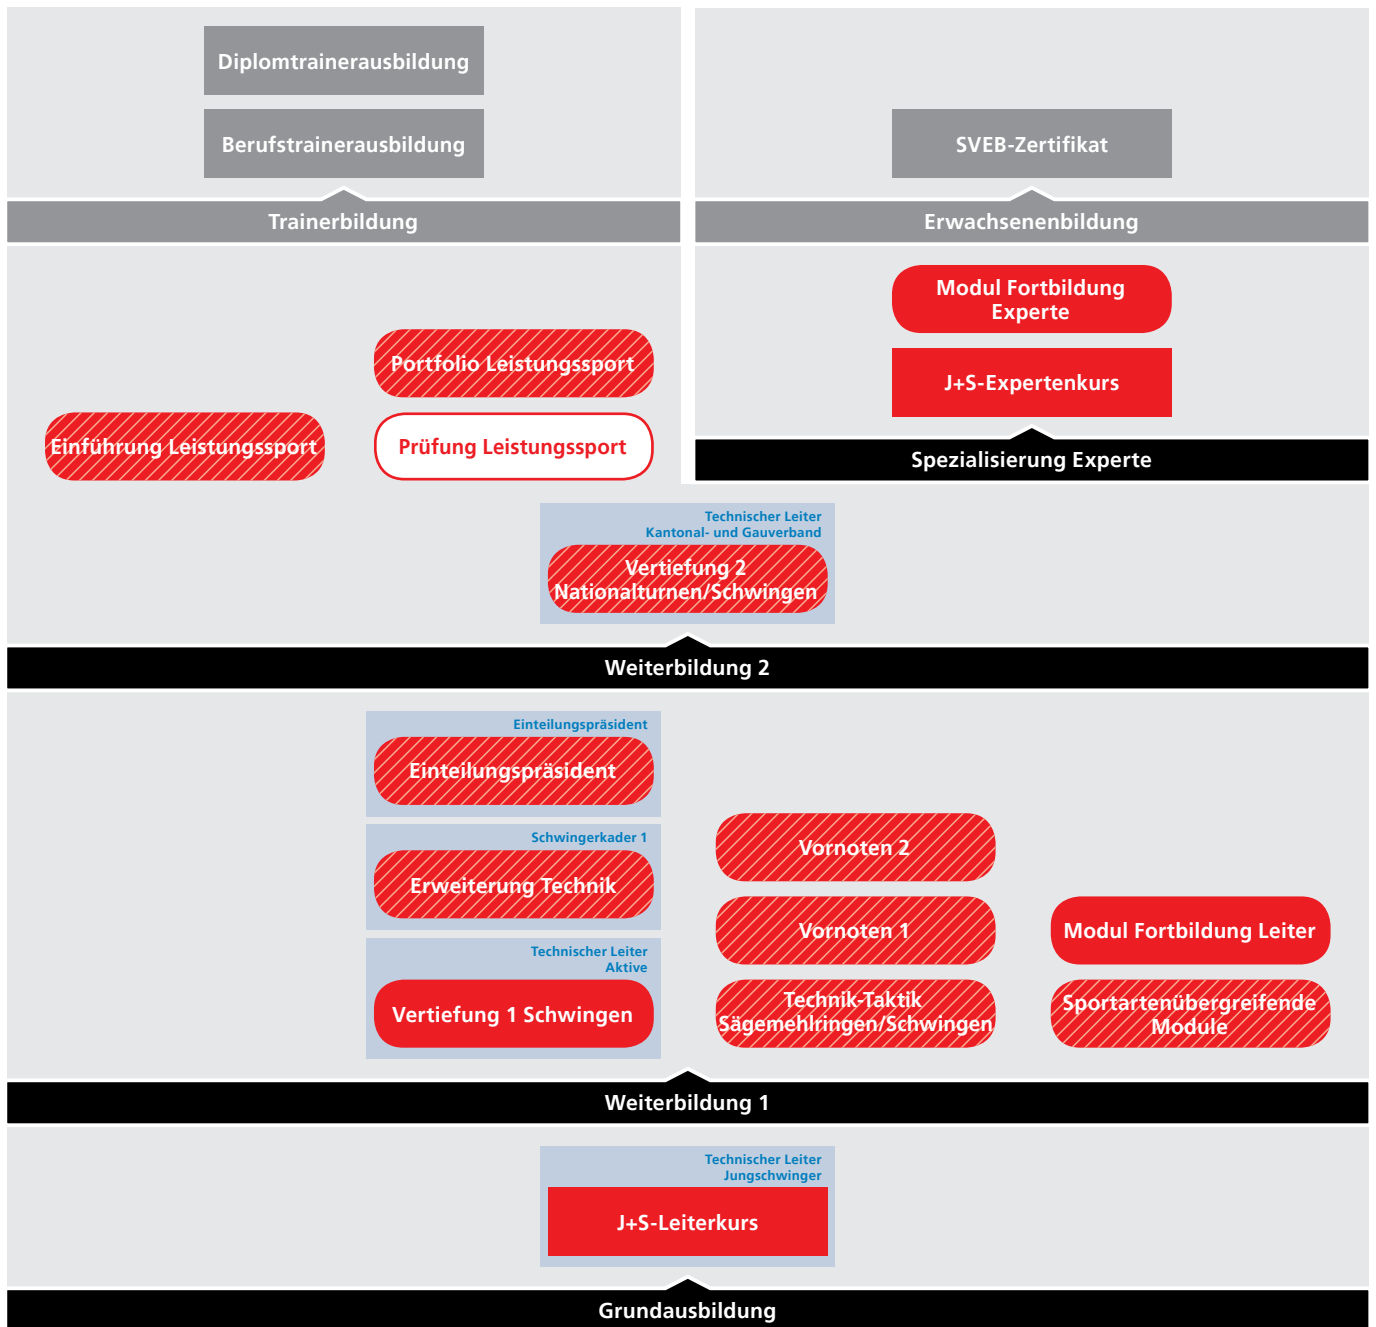 Diplomtrainerausbildung
Berufstrainerausbildung
SVEB-Zertifikat
Trainerbildung
Erwachsenenbildung
Modul Fortbildung
Experte
Portfolio Leistungssport
J+S-Expertenkurs
Einführung Leistungssport
Prüfung Leistungssport
Spezialisierung Experte
Technischer Leiter
Kantonal- und Gauverband
Vertiefung 2
Nationalturnen/Schwingen
Weiterbildung 2
Einteilungspräsident
Einteilungspräsident
Schwingerkader 1
Erweiterung Technik
Technischer Leiter
Aktive
Vertiefung 1 Schwingen
Vornoten 2
Vornoten 1
Technik-Taktik
Sägemehlringen/Schwingen
Modul Fortbildung Leiter
Sportartenübergreifende
Module
Weiterbildung 1
Technischer Leiter
Jungschwinger
J+S-Leiterkurs
Grundausbildung